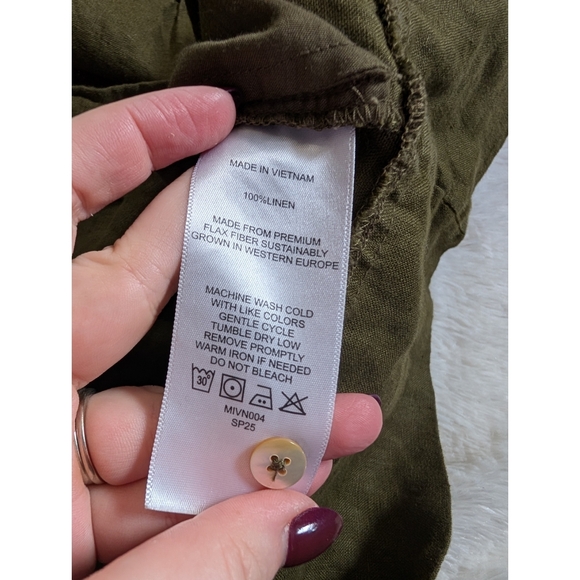 MADE IN VIETNAM
100%LINEN
MADE FROM PREMIUM
FLAX FIBER SUSTAINABLY
GROWN IN WESTERN EUROPE
MACHINE WASH COLD
WITH LIKE COLORS
GENTLE CYCLE
TUMBLE DRY LOW
REMOVE PROMPTLY
WARM IRON IF NEEDED
DO NOT BLEACH
30°
MIVN004
SP25